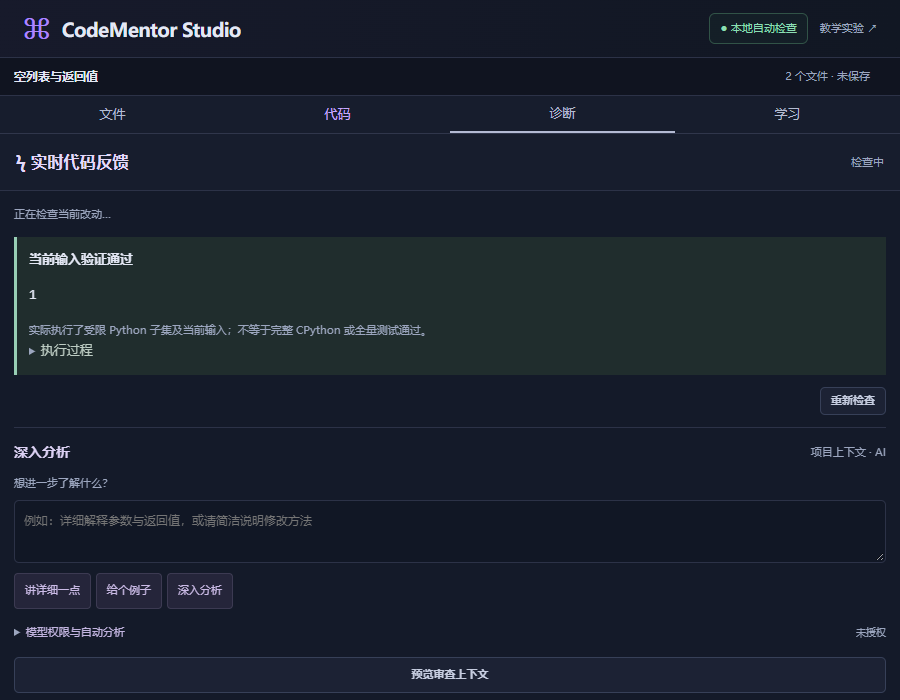 ⌘ CodeMentor Studio
● 本地自动检查 教学实验 ↗
空列表与返回值
2 个文件 · 未保存
文件 代码 诊断 学习
ϟ 实时代码反馈
检查中
正在检查当前改动...
当前输入验证通过
1
实际执行了受限 Python 子集及当前输入；不等于完整 CPython 或全量测试通过。
▸ 执行过程
重新检查
深入分析
项目上下文 · AI
想进一步了解什么？
例如：详细解释参数与返回值，或请简洁说明修改方法
讲详细一点 给个例子 深入分析
▸ 模型权限与自动分析
未授权
预览审查上下文